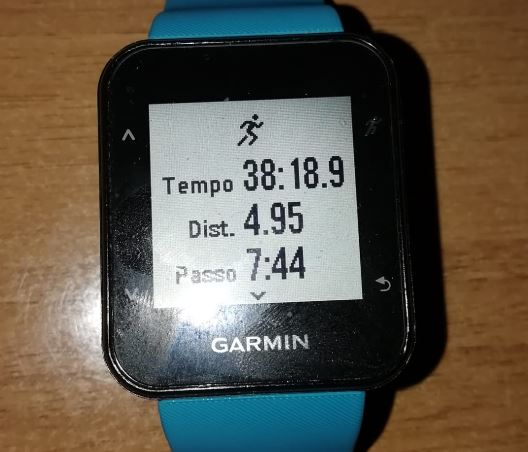 Tempo 38:18.9
Dist. 4.95
Passo 7:44
GARMIN